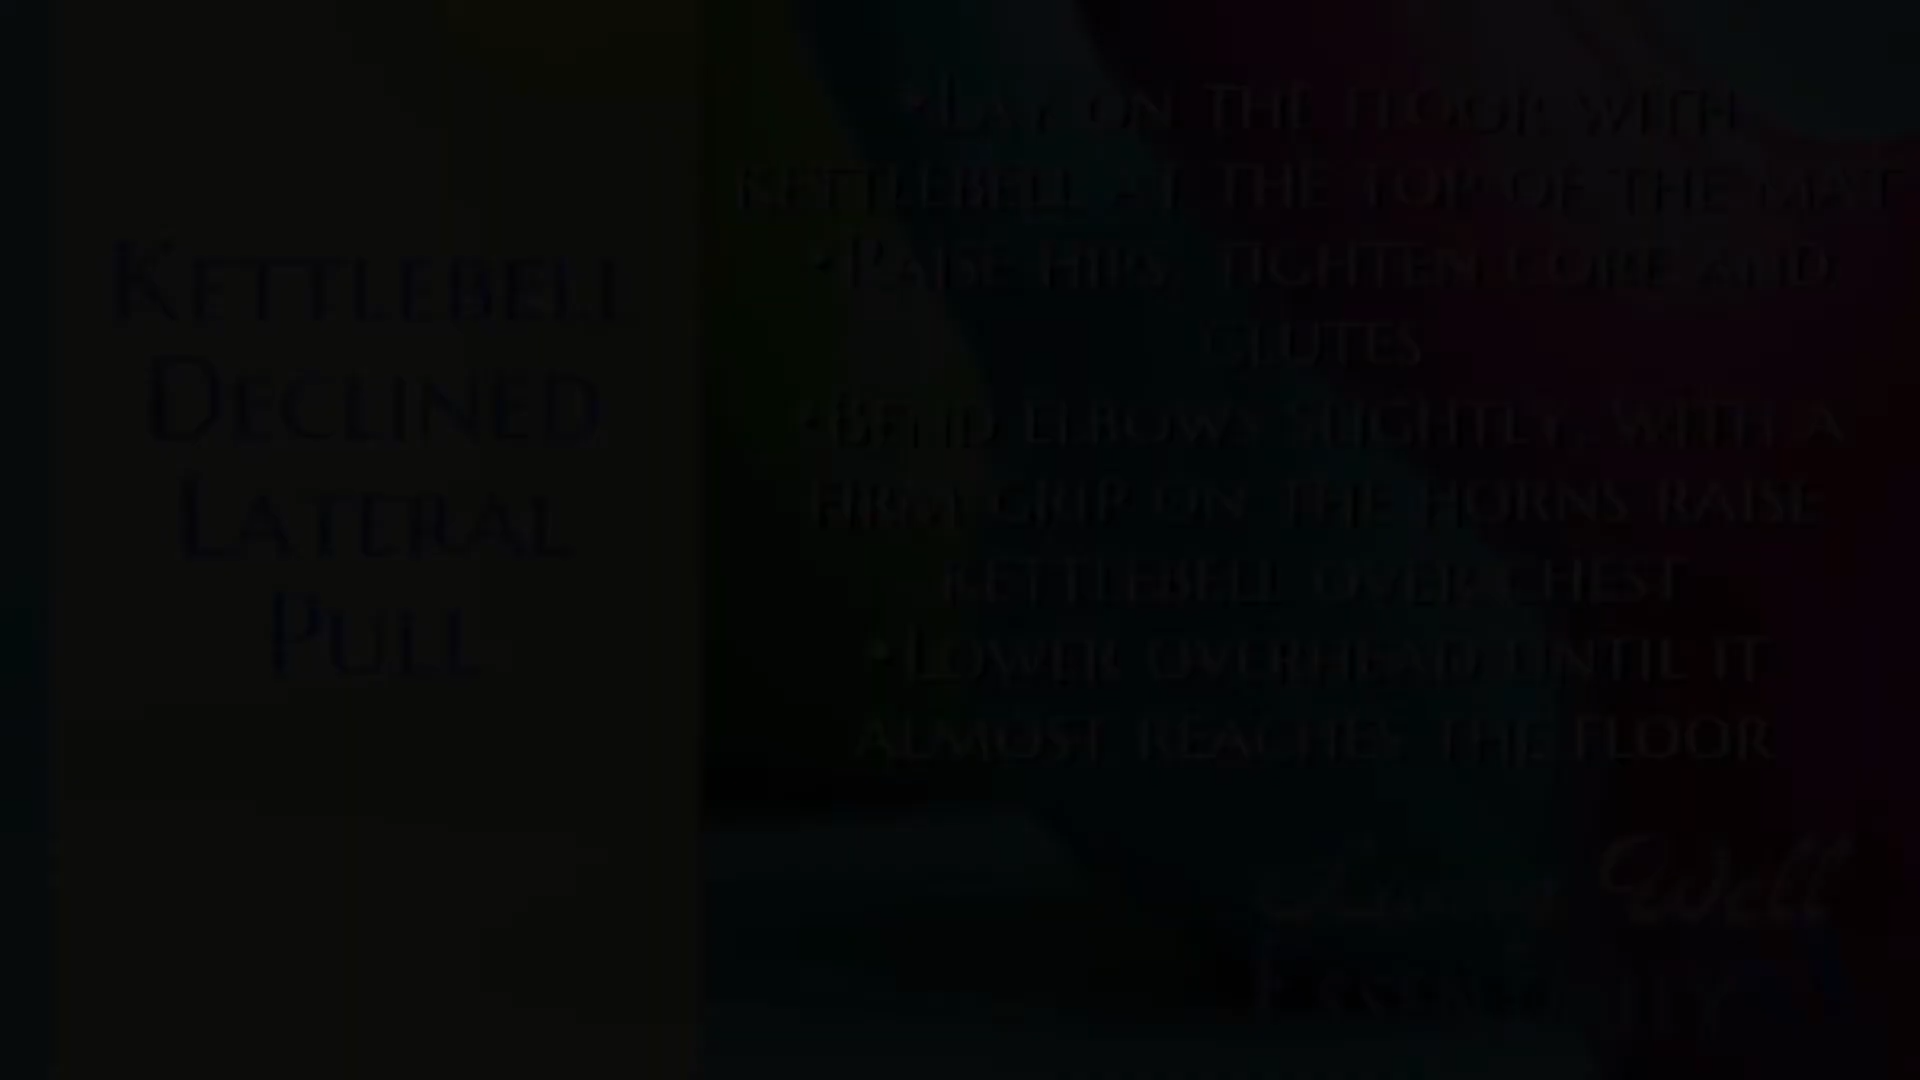 Kettlebell
Declined
Lateral
Pull
•Lay on the floor with
kettlebell at the top of the mat
•Raise hips, tighten core and
glutes
•Bend elbows slightly, with a
firm grip on the horns raise
kettlebell over chest
•Lower overhead until it
almost reaches the floor
Ewell